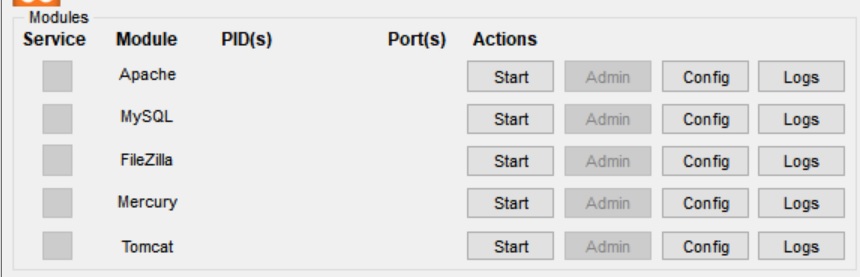 Modules
Service Module PID(s) Port(s) Actions
Apache Start Admin Config Logs
MySQL Start Admin Config Logs
FileZilla Start Admin Config Logs
Mercury Start Admin Config Logs
Tomcat Start Admin Config Logs